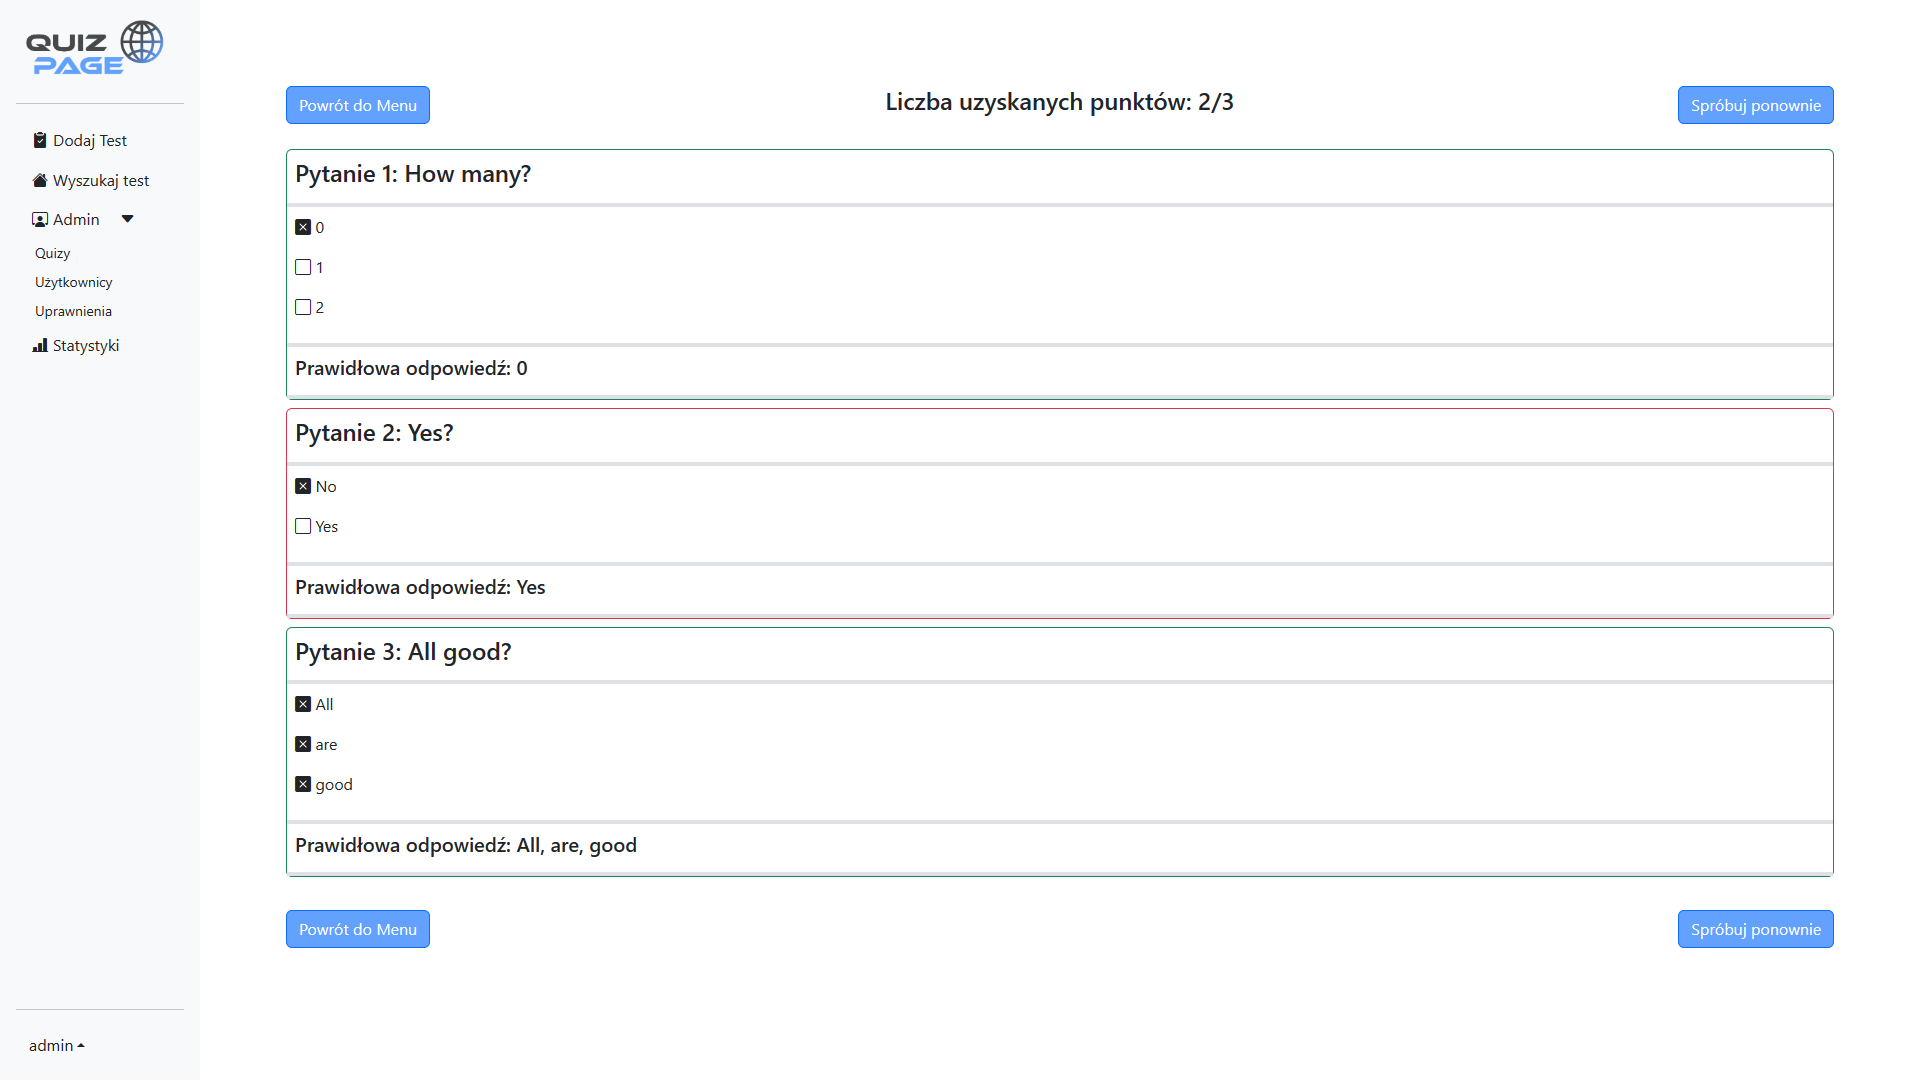 QUIZ
PAGE
Dodaj Test
Wyszukaj test
Admin
Quizy
Użytkownicy
Uprawnienia
Statystyki
admin
Powrót do Menu
Liczba uzyskanych punktów: 2/3
Spróbuj ponownie
Pytanie 1: How many?
0
1
2
Prawidłowa odpowiedź: 0
Pytanie 2: Yes?
No
Yes
Prawidłowa odpowiedź: Yes
Pytanie 3: All good?
All
are
good
Prawidłowa odpowiedź: All, are, good
Powrót do Menu
Spróbuj ponownie